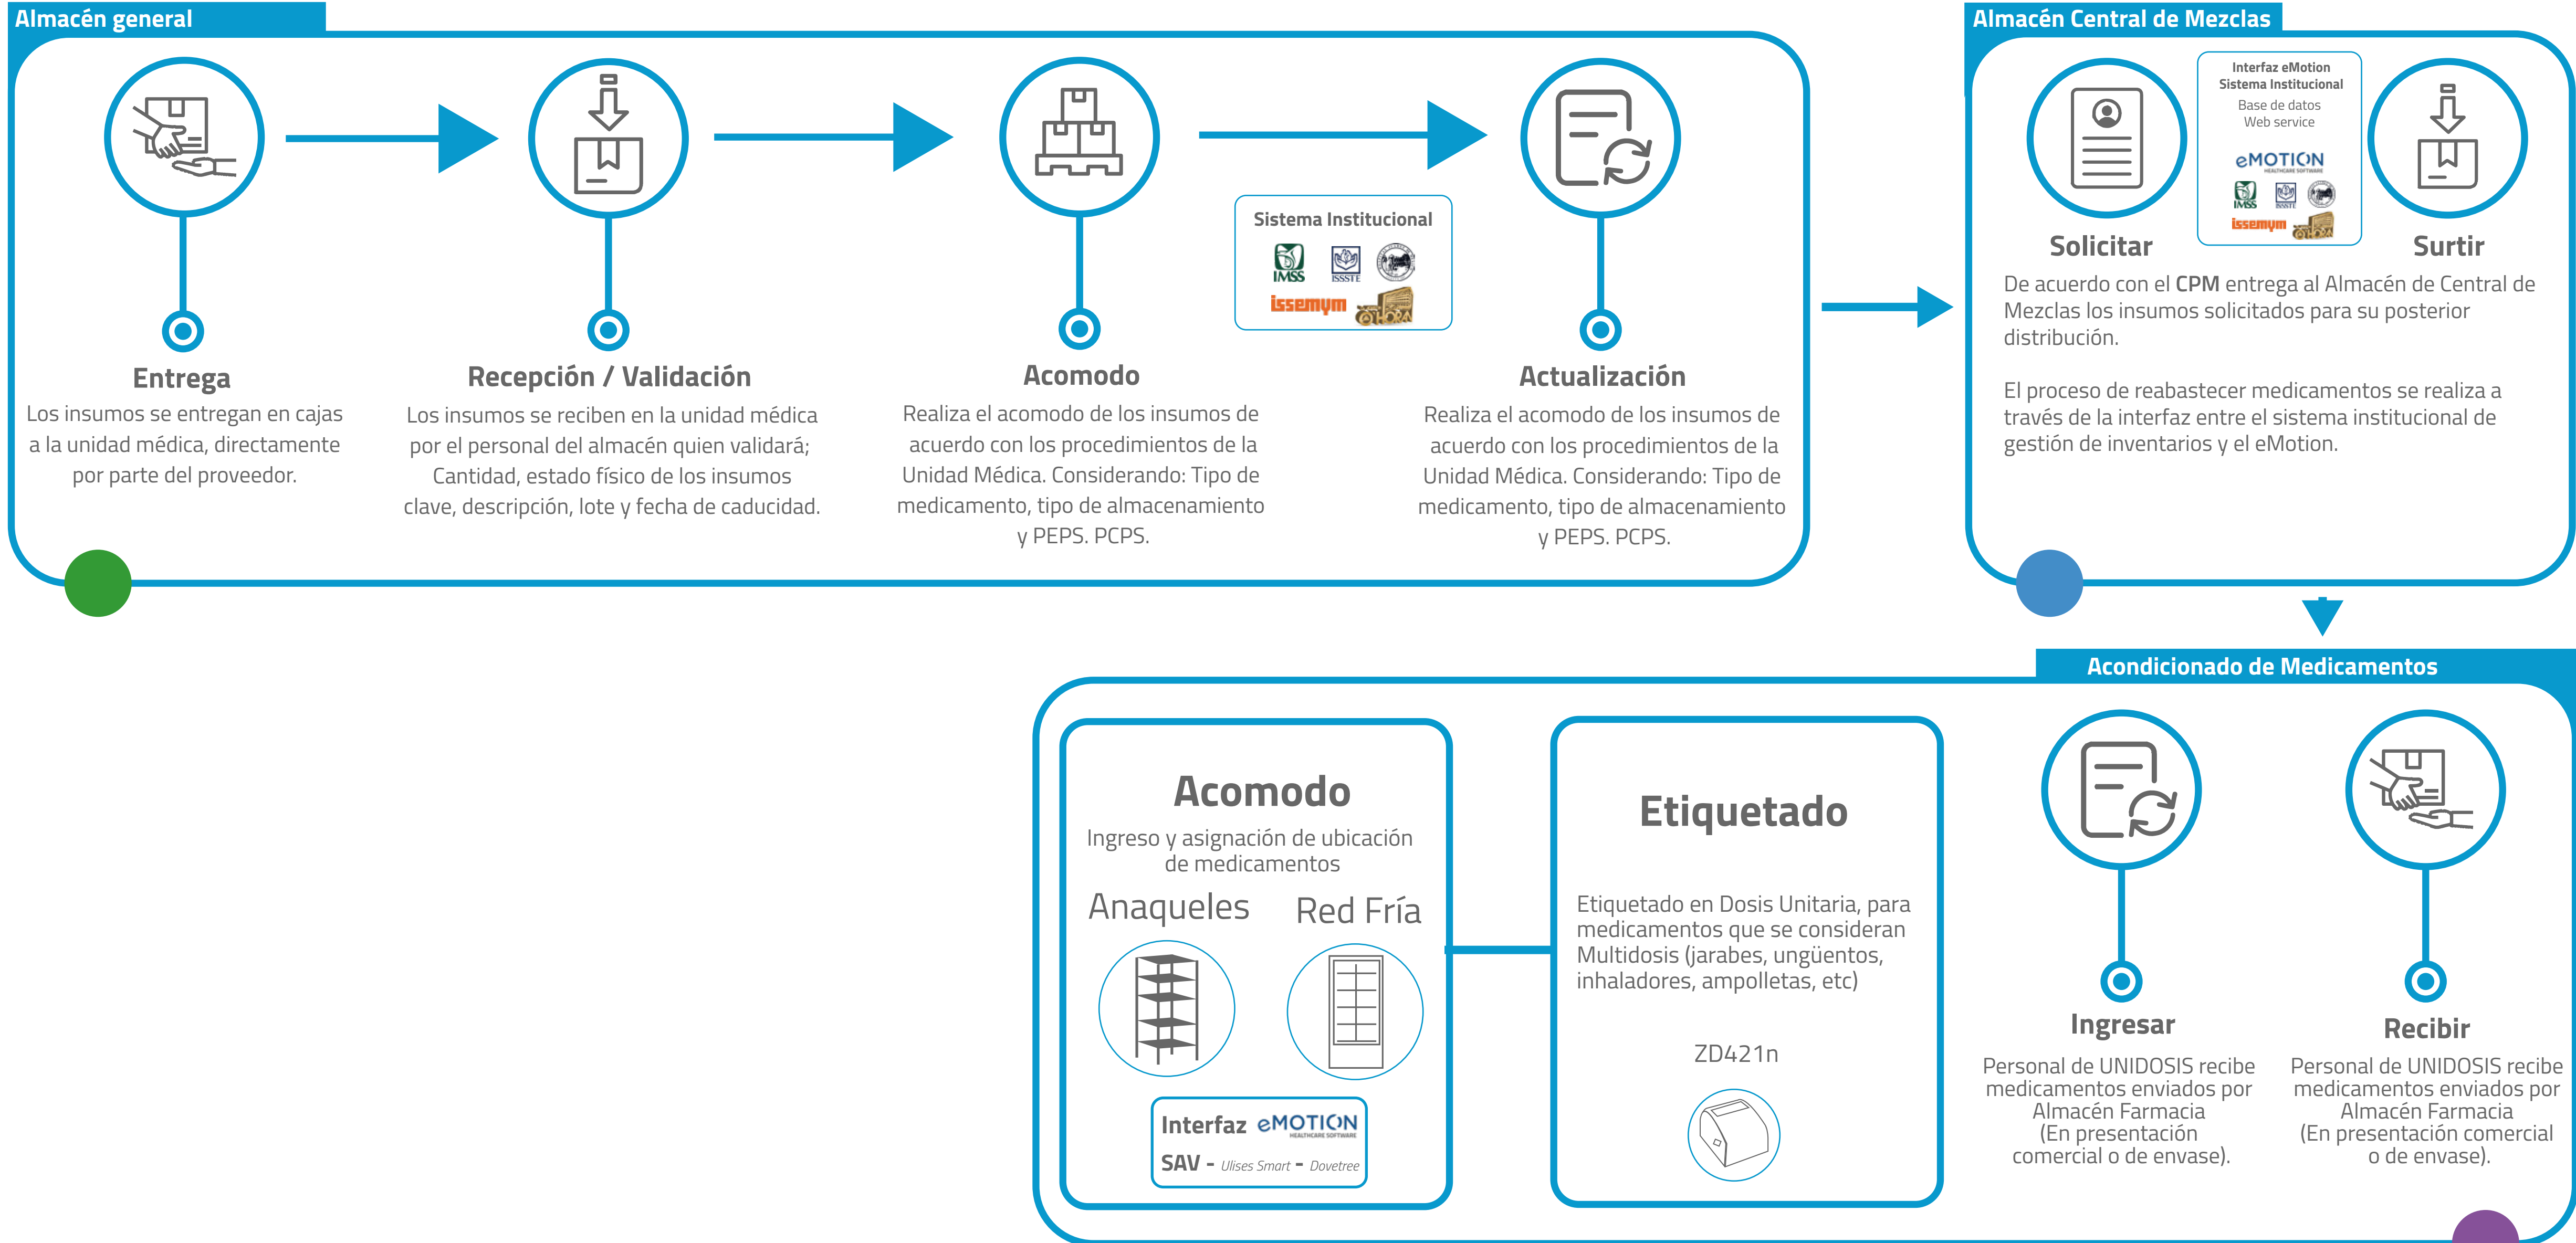 Almacén general
Entrega
Los insumos se entregan en cajas
a la unidad médica, directamente
por parte del proveedor.
Recepción / Validación
Los insumos se reciben en la unidad médica
por el personal del almacén quien validará;
Cantidad, estado físico de los insumos
clave, descripción, lote y fecha de caducidad.
Acomodo
Realiza el acomodo de los insumos de
acuerdo con los procedimientos de la
Unidad Médica. Considerando: Tipo de
medicamento, tipo de almacenamiento
y PEPS. PCPS.
Sistema Institucional
IMSS
ISSSTE
issemym
AHORA
Actualización
Realiza el acomodo de los insumos de
acuerdo con los procedimientos de la
Unidad Médica. Considerando: Tipo de
medicamento, tipo de almacenamiento
y PEPS. PCPS.
Almacén Central de Mezclas
Solicitar
Interfaz eMotion
Sistema Institucional
Base de datos
Web service
eMOTION
HEALTHCARE SOFTWARE
IMSS
ISSSTE
issemym
Surtir
De acuerdo con el CPM entrega al Almacén de Central de
Mezclas los insumos solicitados para su posterior
distribución.
El proceso de reabastecer medicamentos se realiza a
través de la interfaz entre el sistema institucional de
gestión de inventarios y el eMotion.
Acondicionado de Medicamentos
Acomodo
Ingreso y asignación de ubicación
de medicamentos
Anaqueles
Red Fría
Interfaz eMOTION
HEALTHCARE SOFTWARE
SAV - Ulises Smart - Dovetree
Etiquetado
Etiquetado en Dosis Unitaria, para
medicamentos que se consideran
Multidosis (jarabes, ungüentos,
inhaladores, ampolletas, etc)
ZD421n
Ingresar
Personal de UNIDOSIS recibe
medicamentos enviados por
Almacén Farmacia
(En presentación
comercial o de envase).
Recibir
Personal de UNIDOSIS recibe
medicamentos enviados por
Almacén Farmacia
(En presentación comercial
o de envase).